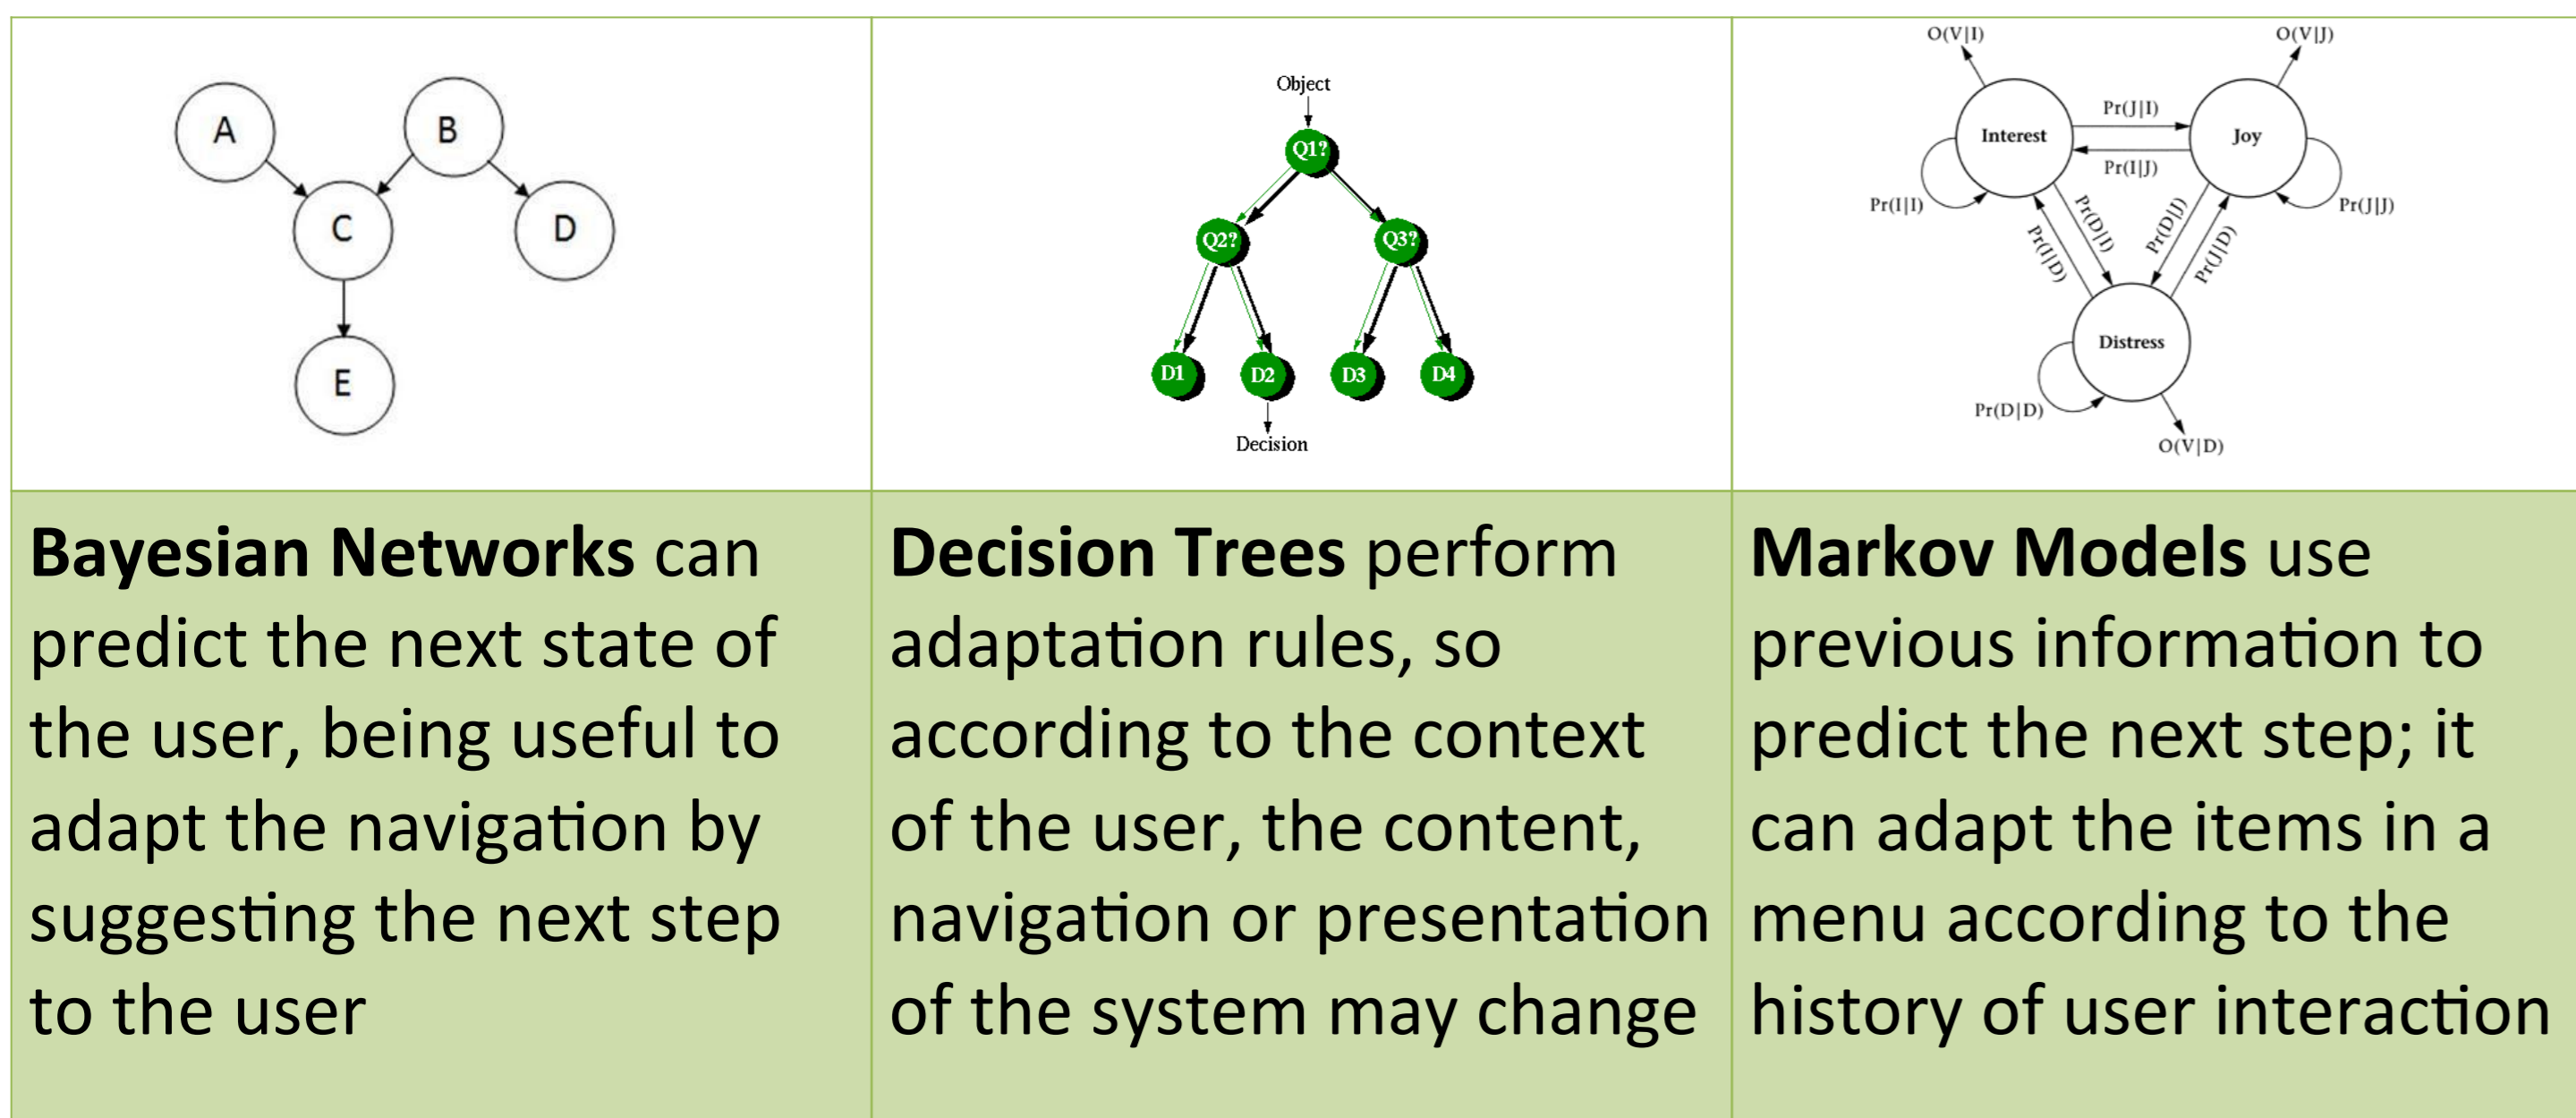 A
B
C
D
E
Object
Q1?
Q2?
Q3?
D1
D2
D3
D4
Decision
O(V|I)
O(V|J)
Pr(J|I)
Interest
Joy
Pr(I|J)
Pr(I|I)
Pr(J|J)
Pr(D|I)
Pr(D|J)
Pr(I|D)
Pr(J|D)
Distress
Pr(D|D)
O(V|D)
Bayesian Networks can
predict the next state of
the user, being useful to
adapt the navigation by
suggesting the next step
to the user
Decision Trees perform
adaptation rules, so
according to the context
of the user, the content,
navigation or presentation
of the system may change
Markov Models use
previous information to
predict the next step; it
can adapt the items in a
menu according to the
history of user interaction